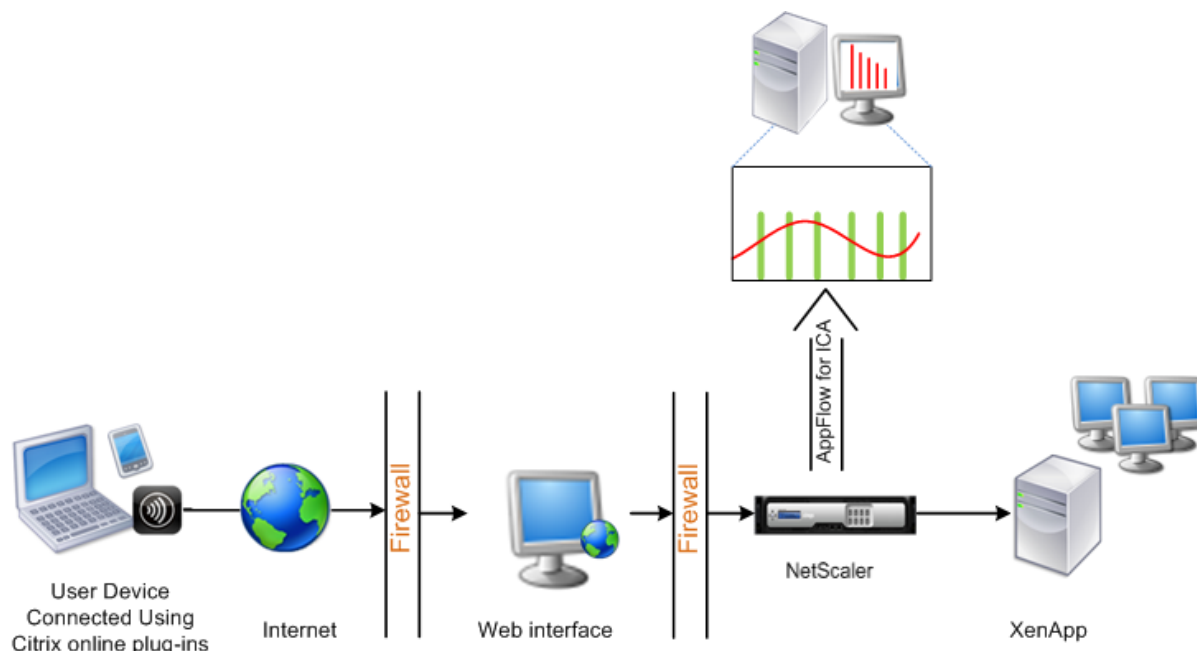 AppFlow for ICA
Firewall
Firewall
User Device
Connected Using
Citrix online plug-ins
Internet
Web interface
NetScaler
XenApp